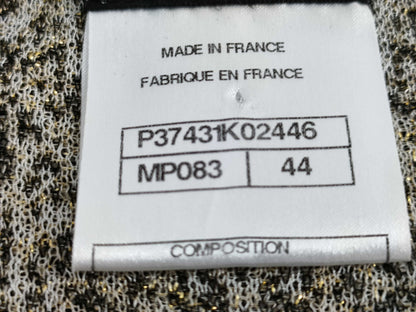 MADE IN FRANCE
FABRIQUE EN FRANCE
P37431K02446
MP083 44
COMPOSITION